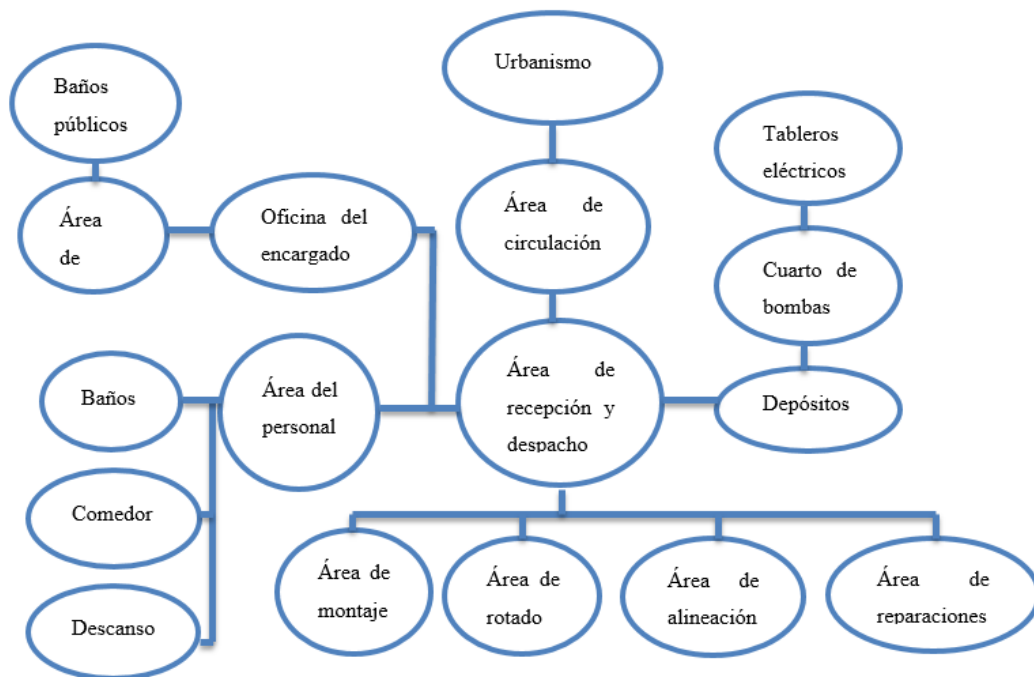 Urbanismo
Baños
públicos
Tableros
eléctricos
Área
de
Oficina del
encargado
Área de
circulación
Cuarto de
bombas
Baños
Área del
personal
Área de
recepción y
despacho
Depósitos
Comedor
Descanso
Área de
montaje
Área de
rotado
Área de
alineación
Área de
reparaciones